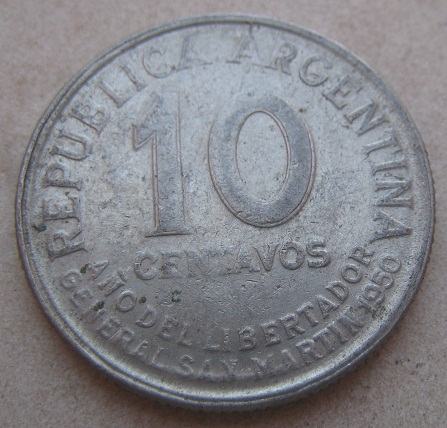 REPUBLICA ARGENTINA
10
CENTAVOS
AÑO DEL LIBERTADOR
GENERAL SAN MARTIN 1950